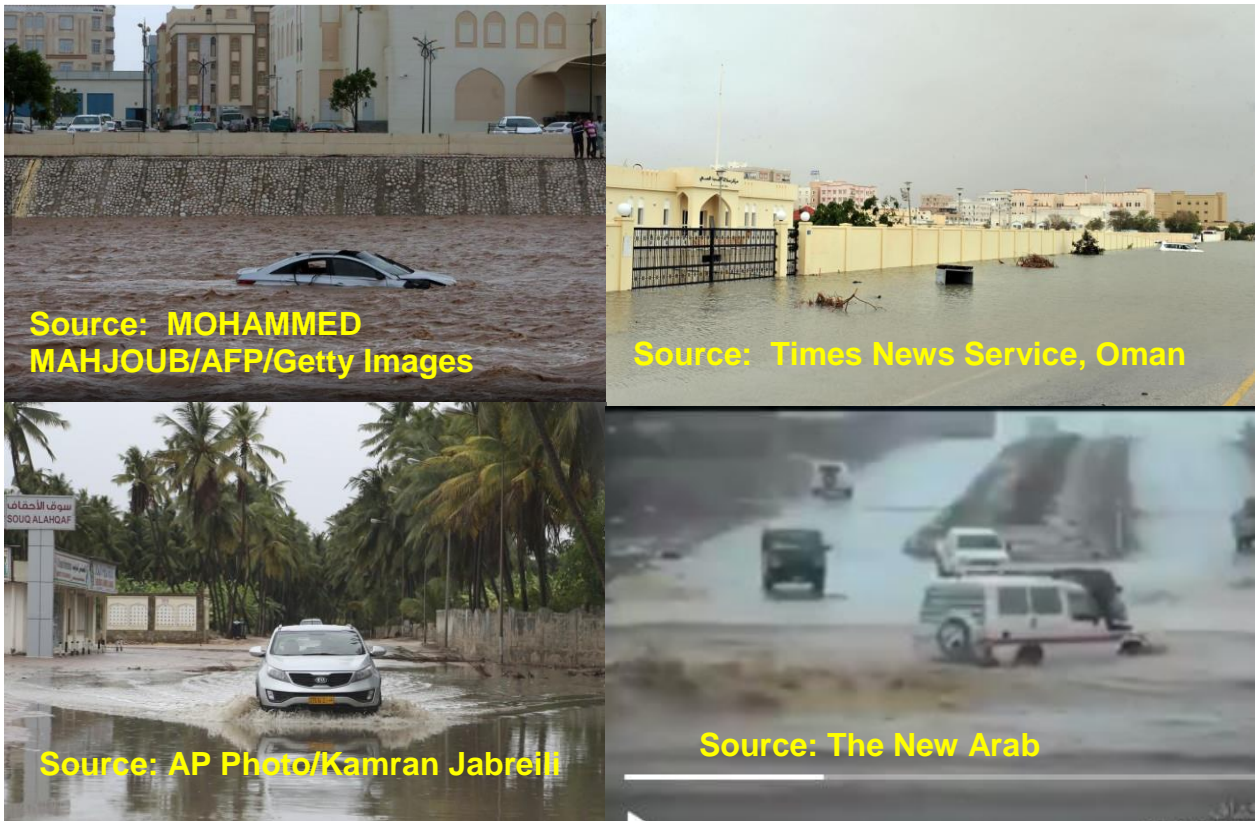 Source: MOHAMMED
MAHJOUB/AFP/Getty Images
Source: Times News Service, Oman
سوق الأحقاف
SOUQ ALAHQAF
Source: AP Photo/Kamran Jabreili
Source: The New Arab